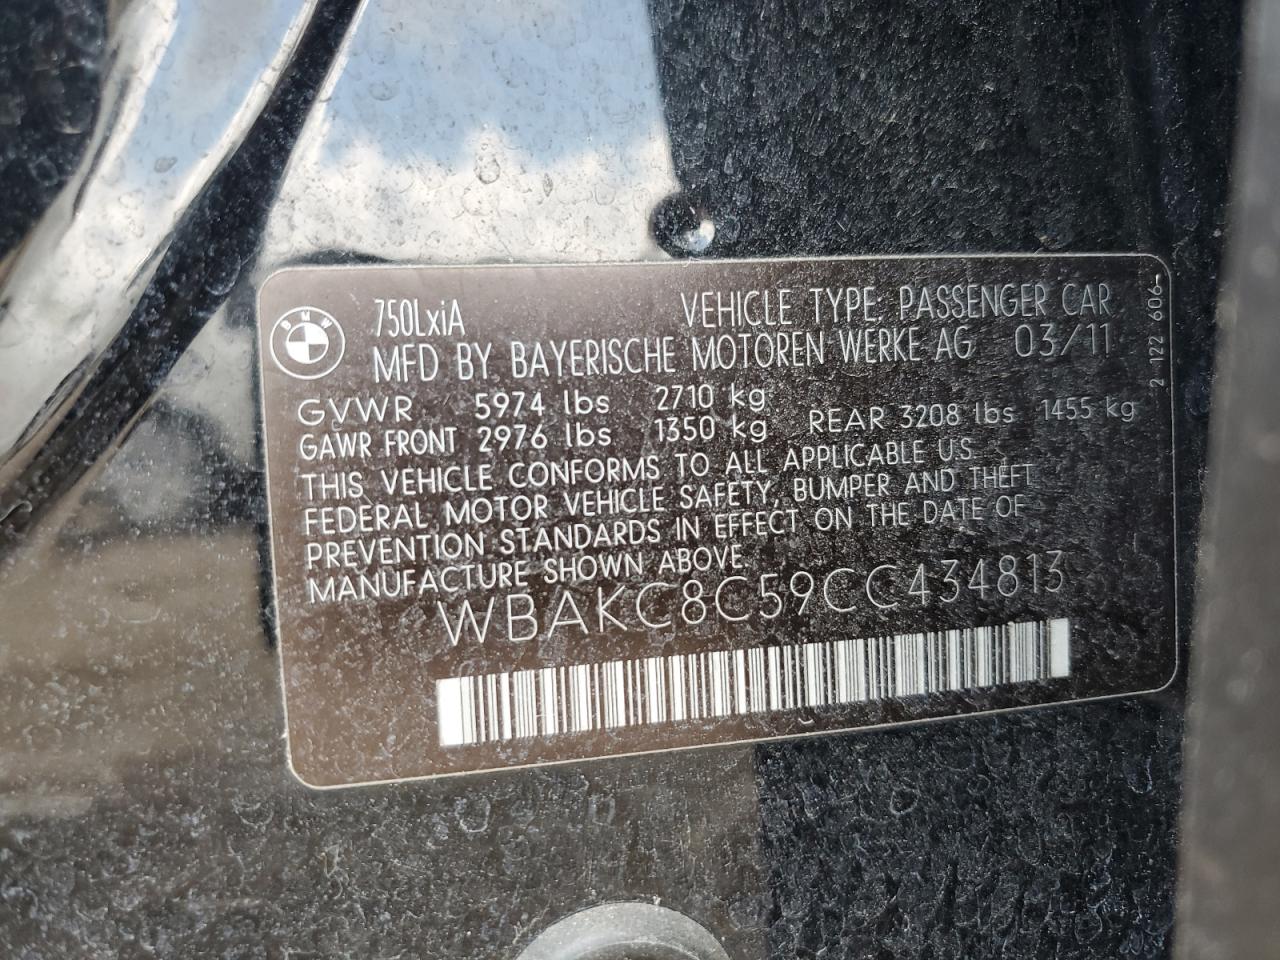 BMW
750LxiA VEHICLE TYPE, PASSENGER CAR
MFD BY BAYERISCHE MOTOREN WERKE AG 03/11
GVWR 5974 lbs 2710 kg
GAWR FRONT 2976 lbs 1350 kg REAR 3208 lbs 1455 kg
THIS VEHICLE CONFORMS TO ALL APPLICABLE U.S.
FEDERAL MOTOR VEHICLE SAFETY, BUMPER AND THEFT
PREVENTION STANDARDS IN EFFECT ON THE DATE OF
MANUFACTURE SHOWN ABOVE
WBAKC8C59CC434813
2 122 606-